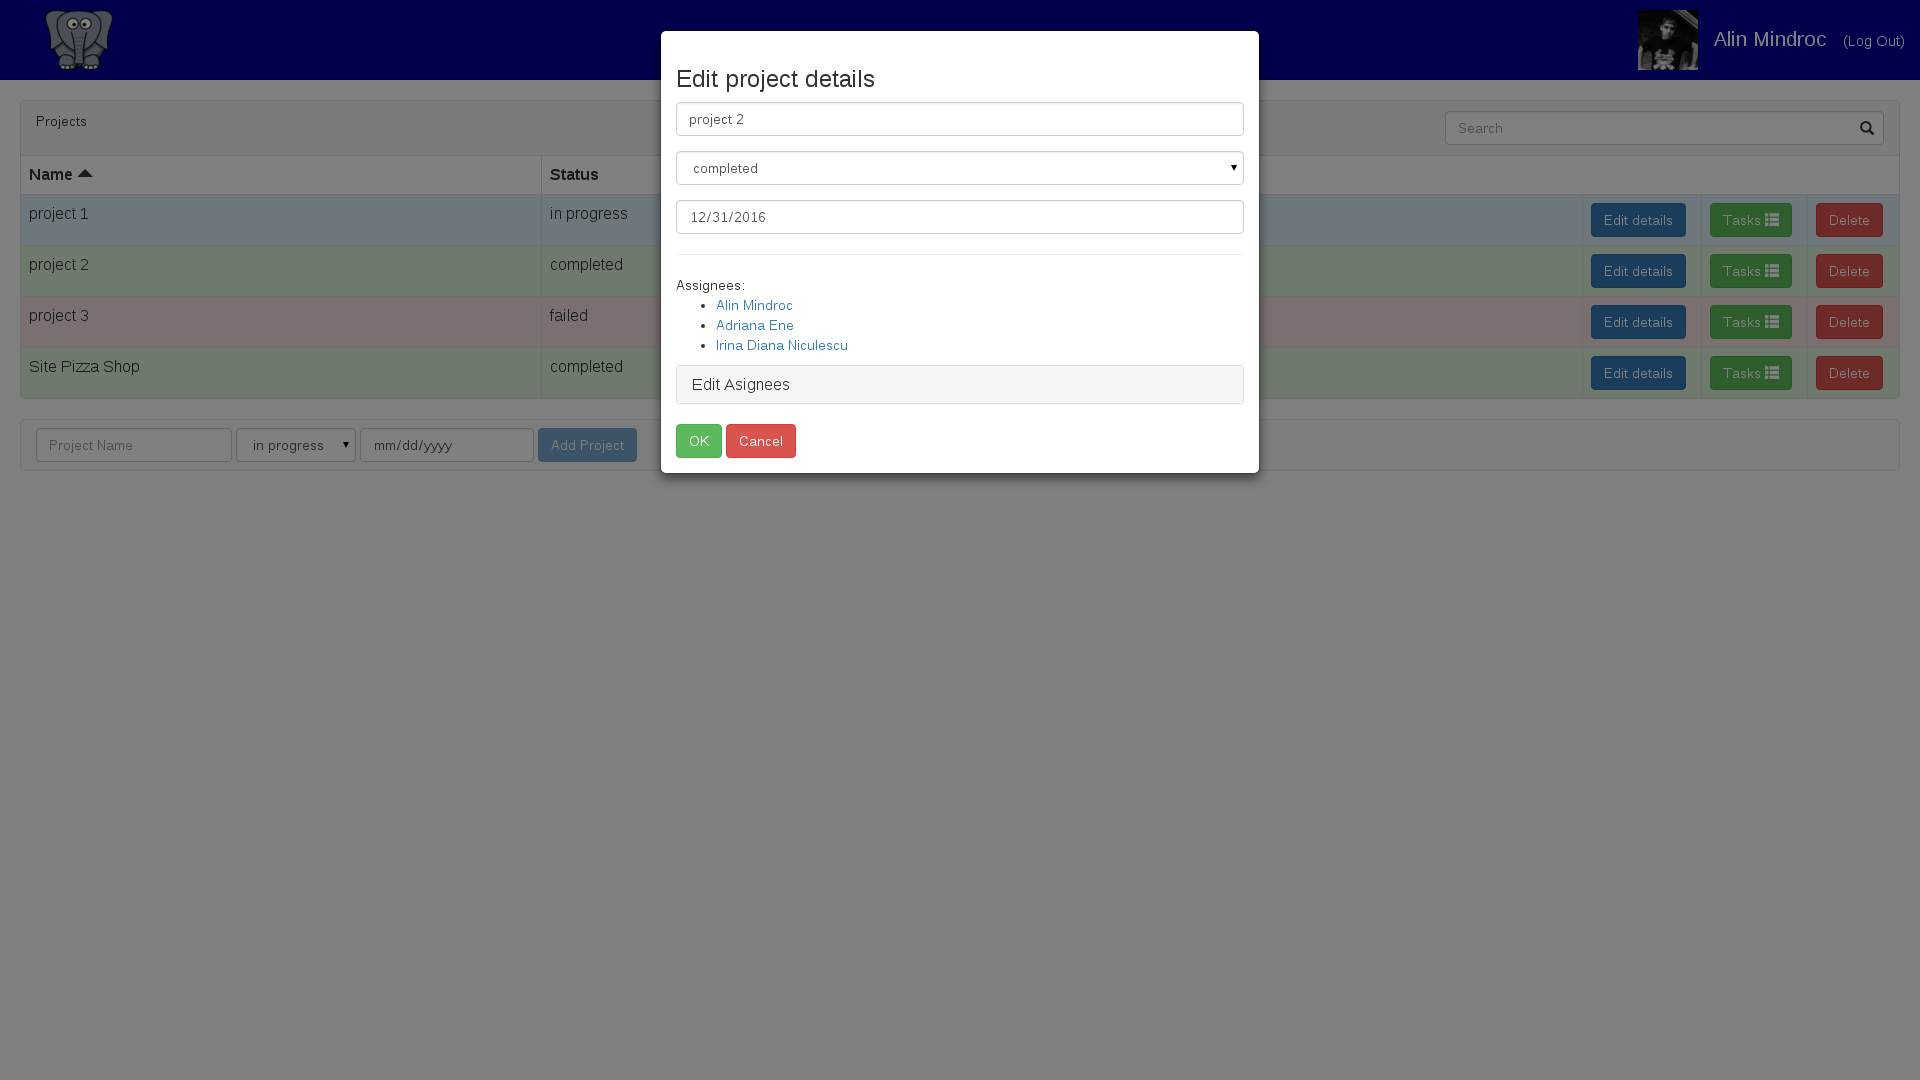 Alin Mindroc (Log Out)
Projects
Search
Name Status
project 1 in progress Edit details Tasks Delete
project 2 completed Edit details Tasks Delete
project 3 failed Edit details Tasks Delete
Site Pizza Shop completed Edit details Tasks Delete
Project Name in progress mm/dd/yyyy Add Project
Edit project details
project 2
completed
12/31/2016
Assignees:
Alin Mindroc
Adriana Ene
Irina Diana Niculescu
Edit Asignees
OK Cancel